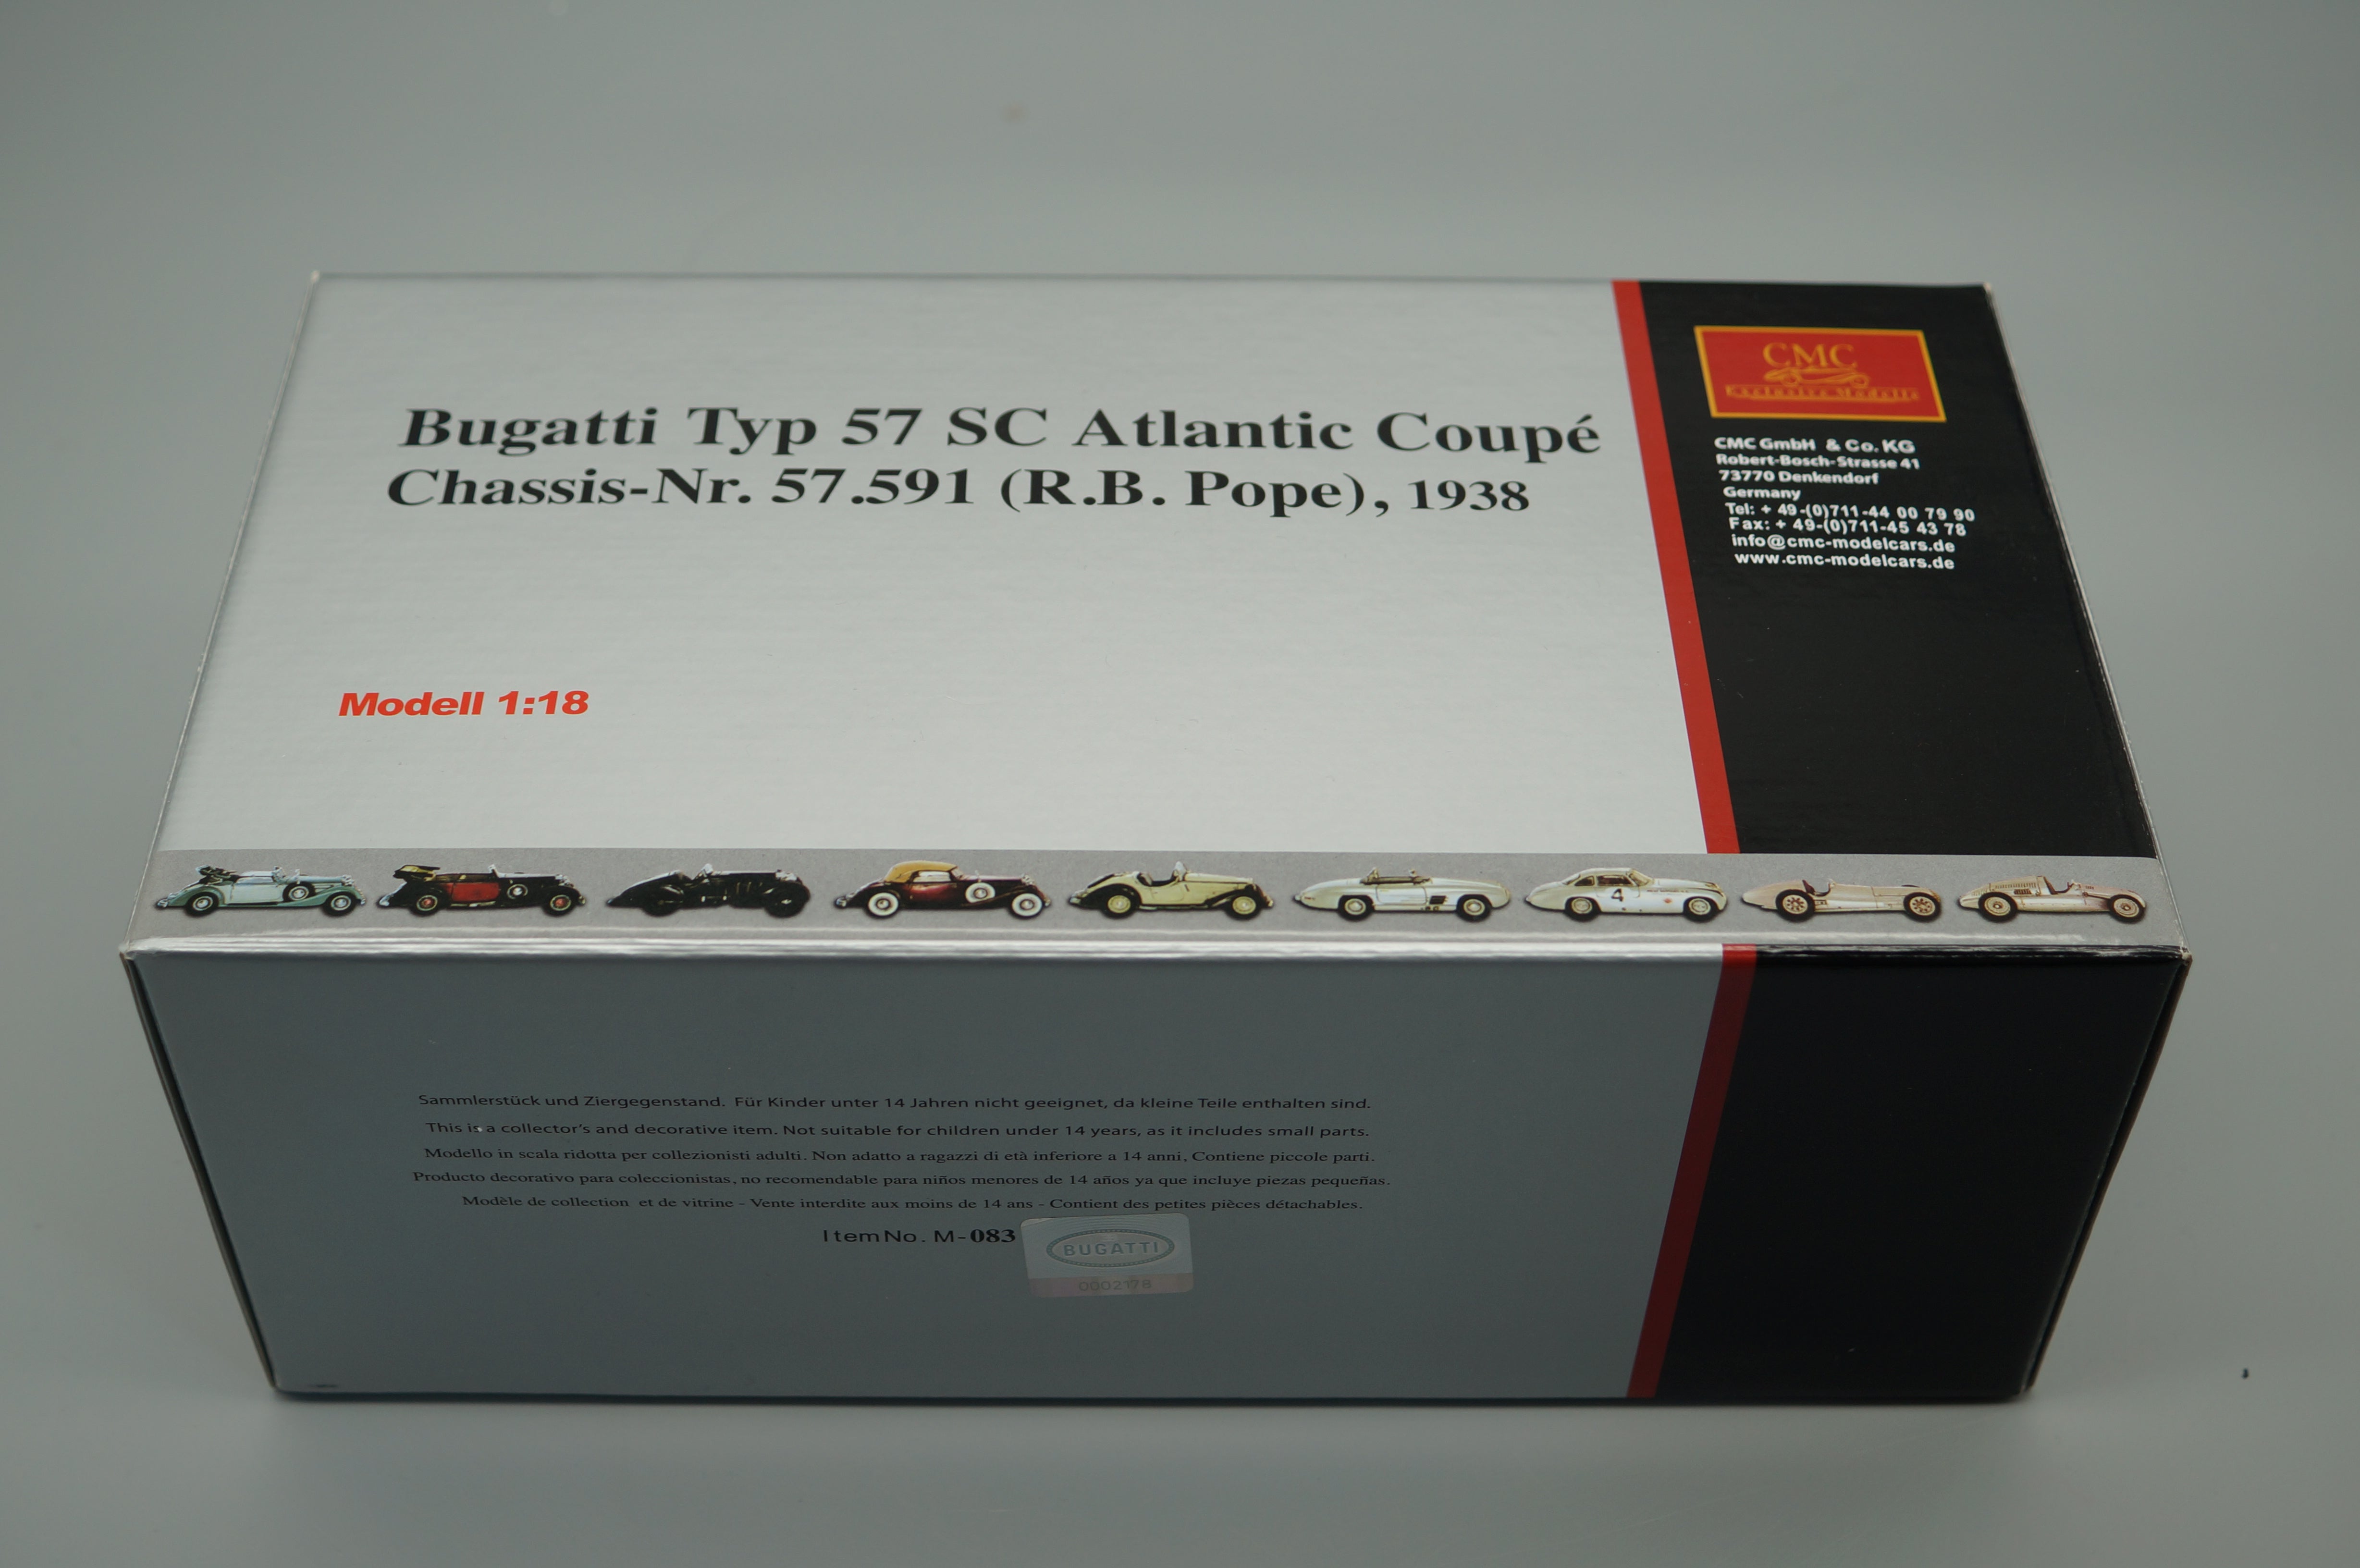 Bugatti Typ 57 SC Atlantic Coupé
Chassis-Nr. 57.591 (R.B. Pope), 1938
Modell 1:18
CMC
Exclusive Modelle
CMC GmbH & Co. KG
Robert-Bosch-Strasse 41
73770 Denkendorf
Germany
Tel: + 49-(0)711-44 00 79 90
Fax: + 49-(0)711-45 43 78
info@cmc-modelcars.de
www.cmc-modelcars.de
4
Sammlerstück und Ziergegenstand. Für Kinder unter 14 Jahren nicht geeignet, da kleine Teile enthalten sind.
This is a collector's and decorative item. Not suitable for children under 14 years, as it includes small parts.
Modello in scala ridotta per collezionisti adulti. Non adatto a ragazzi di età inferiore a 14 anni, Contiene piccole parti.
Producto decorativo para coleccionistas, no recomendable para niños menores de 14 años ya que incluye piezas pequeñas.
Modèle de collection et de vitrine - Vente interdite aux moins de 14 ans - Contient des petites pièces détachables.
Item No. M-083
BUGATTI
0002178